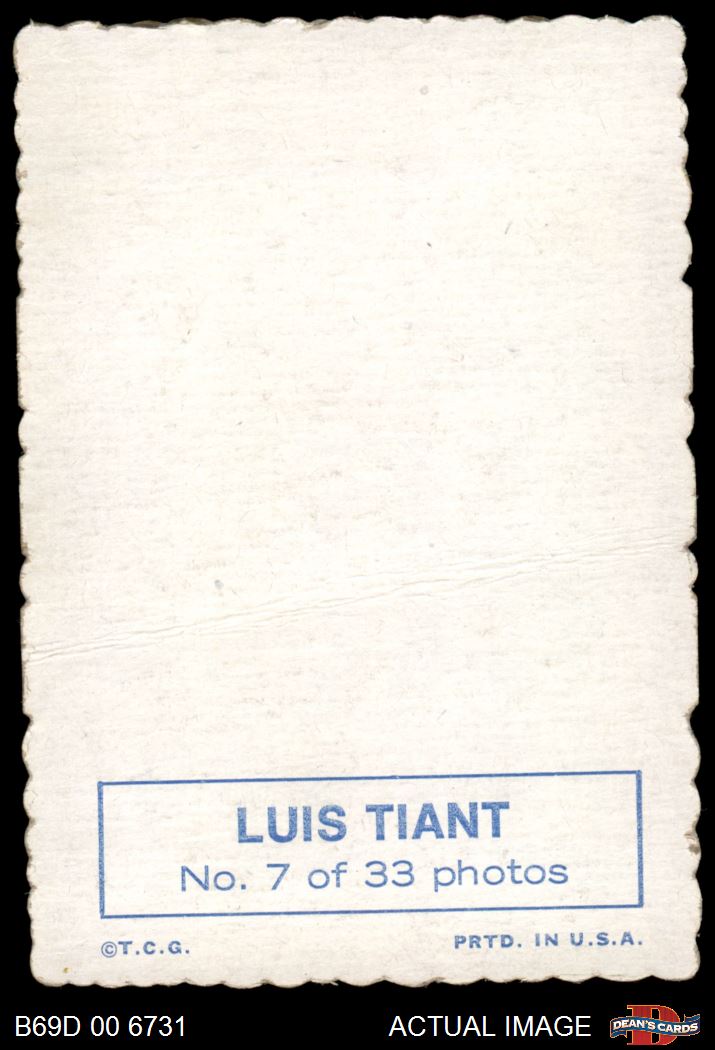 LUIS TIANT
No. 7 of 33 photos
©T.C.G.
PRTD. IN U.S.A.
B69D 00 6731
ACTUAL IMAGE
DEAN'S CARDS